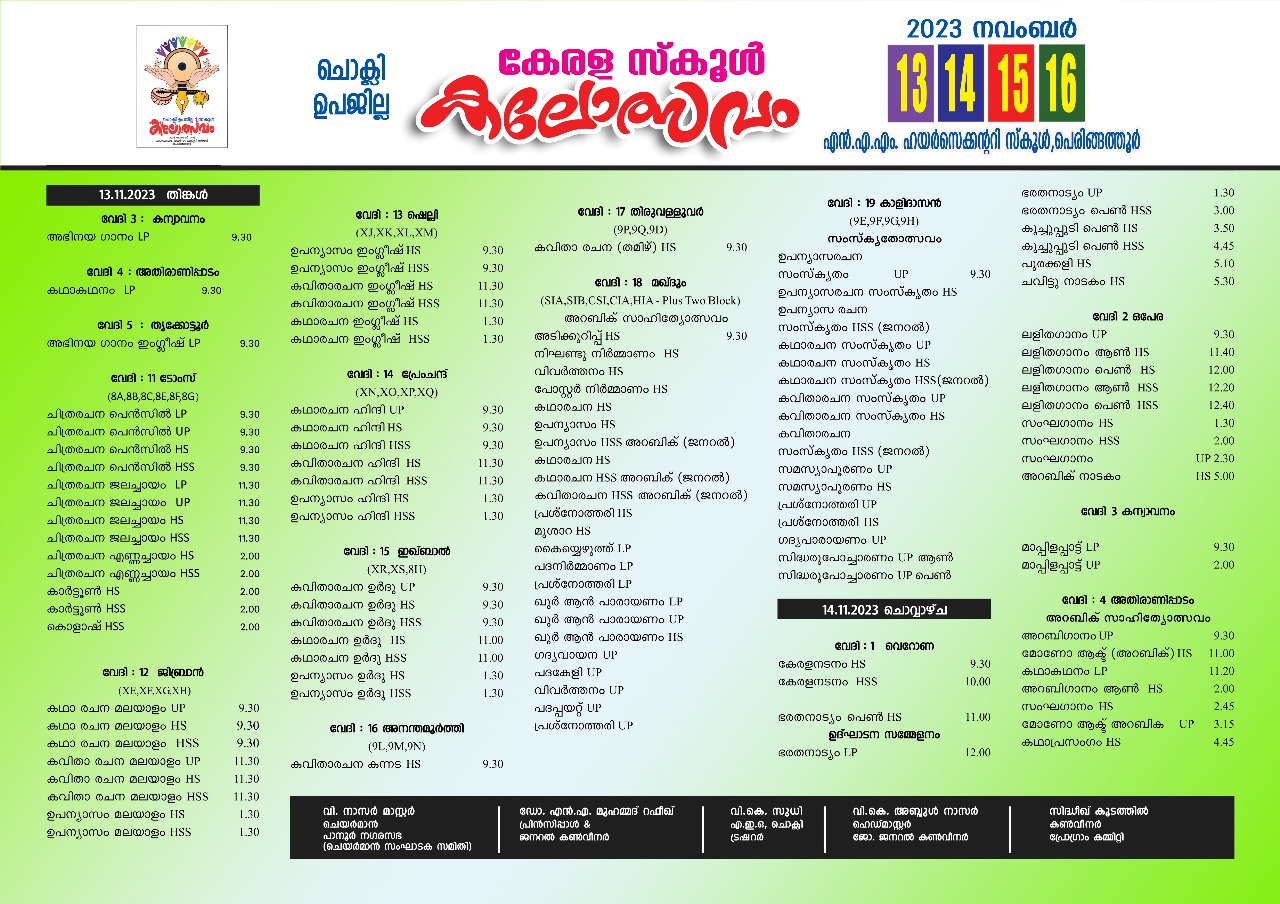 ചൊക്ലി
ഉപജില്ല
കേരള സ്കൂൾ
കലോത്സവം
2023 നവംബർ
13 14 15 16
എൻ.എ.എം. ഹയർസെക്കന്ററി സ്കൂൾ,പെരിങ്ങത്തൂർ
കലോത്സവം
13.11.2023 തിങ്കൾ
വേദി 3 : കന്യാവനം
അഭിനയ ഗാനം LP 9.30
വേദി 4 : അതിരാണിപ്പാടം
കഥാകഥനം LP 9.30
വേദി 5 : തൃക്കോട്ടൂർ
അഭിനയ ഗാനം ഇംഗ്ലീഷ് LP 9.30
വേദി : 11 ടോംസ്
(8A,8B,8C,8E,8F,8G)
ചിത്രരചന പെൻസിൽ LP 9.30
ചിത്രരചന പെൻസിൽ UP 9.30
ചിത്രരചന പെൻസിൽ HS 9.30
ചിത്രരചന പെൻസിൽ HSS 9.30
ചിത്രരചന ജലച്ചായം LP 11.30
ചിത്രരചന ജലച്ചായം UP 11.30
ചിത്രരചന ജലച്ചായം HS 11.30
ചിത്രരചന ജലച്ചായം HSS 11.30
ചിത്രരചന എണ്ണച്ചായം HS 2.00
ചിത്രരചന എണ്ണച്ചായം HSS 2.00
കാർട്ടൂൺ HS 2.00
കാർട്ടൂൺ HSS 2.00
കൊളാഷ് HSS 2.00
വേദി : 12 ജിബ്രാൻ
(XE,XF,XG,XH)
കഥാ രചന മലയാളം UP 9.30
കഥാ രചന മലയാളം HS 9.30
കഥാ രചന മലയാളം HSS 9.30
കവിതാ രചന മലയാളം UP 11.30
കവിതാ രചന മലയാളം HS 11.30
കവിതാ രചന മലയാളം HSS 11.30
ഉപന്യാസം മലയാളം HS 1.30
ഉപന്യാസം മലയാളം HSS 1.30
വേദി : 13 ഷെല്ലി
(XJ,XK,XL,XM)
ഉപന്യാസം ഇംഗ്ലീഷ് HS 9.30
ഉപന്യാസം ഇംഗ്ലീഷ് HSS 9.30
കവിതാരചന ഇംഗ്ലീഷ് HS 11.30
കവിതാരചന ഇംഗ്ലീഷ് HSS 11.30
കഥാരചന ഇംഗ്ലീഷ് HS 1.30
കഥാരചന ഇംഗ്ലീഷ് HSS 1.30
വേദി : 14 പ്രേംചന്ദ്
(XN,XO,XP,XQ)
കഥാരചന ഹിന്ദി UP 9.30
കഥാരചന ഹിന്ദി HS 9.30
കഥാരചന ഹിന്ദി HSS 9.30
കവിതാരചന ഹിന്ദി HS 11.30
കവിതാരചന ഹിന്ദി HSS 11.30
ഉപന്യാസം ഹിന്ദി HS 1.30
ഉപന്യാസം ഹിന്ദി HSS 1.30
വേദി : 15 ഇഖ്ബാൽ
(XR,XS,8H)
കവിതാരചന ഉർദു UP 9.30
കവിതാരചന ഉർദു HS 9.30
കവിതാരചന ഉർദു HSS 9.30
കഥാരചന ഉർദു HS 11.00
കഥാരചന ഉർദു HSS 11.00
ഉപന്യാസം ഉർദു HS 1.30
ഉപന്യാസം ഉർദു HSS 1.30
വേദി : 16 അനന്തമൂർത്തി
(9L,9M,9N)
കവിതാരചന കന്നട HS 9.30
വേദി : 17 തിരുവള്ളുവർ
(9P,9Q,9D)
കവിതാ രചന (തമിഴ്) HS 9.30
വേദി : 18 മഖ്ദൂം
(SIA,SIB,CSI,CIA,HIA - Plus Two Block)
അറബിക് സാഹിത്യോത്സവം
അടിക്കുറിപ്പ് HS 9.30
നിഘണ്ടു നിർമ്മാണം HS
വിവർത്തനം HS
പോസ്റ്റർ നിർമ്മാണം HS
കഥാരചന HS
ഉപന്യാസം HS
ഉപന്യാസം HSS അറബിക് (ജനറൽ)
കഥാരചന HS
കഥാരചന HSS അറബിക് (ജനറൽ)
കവിതാരചന HSS അറബിക് (ജനറൽ)
പ്രശ്നോത്തരി HS
മുശാറ HS
കൈയ്യെഴുത്ത് LP
പദനിർമ്മാണം LP
പ്രശ്നോത്തരി LP
ഖുർ ആൻ പാരായണം LP
ഖുർ ആൻ പാരായണം UP
ഖുർ ആൻ പാരായണം HS
ഗദ്യവായന UP
പദകേളി UP
വിവർത്തനം UP
പദപ്പയറ്റ് UP
പ്രശ്നോത്തരി UP
വേദി : 19 കാളിദാസൻ
(9E,9F,9G,9H)
സംസ്കൃതോത്സവം
ഉപന്യാസരചന
സംസ്കൃതം UP 9.30
ഉപന്യാസരചന സംസ്കൃതം HS
ഉപന്യാസ രചന
സംസ്കൃതം HSS (ജനറൽ)
കഥാരചന സംസ്കൃതം UP
കഥാരചന സംസ്കൃതം HS
കഥാരചന സംസ്കൃതം HSS(ജനറൽ)
കവിതാരചന സംസ്കൃതം UP
കവിതാരചന സംസ്കൃതം HS
കവിതാരചന
സംസ്കൃതം HSS (ജനറൽ)
സമസ്യാപൂരണം UP
സമസ്യാപൂരണം HS
പ്രശ്നോത്തരി UP
പ്രശ്നോത്തരി HS
ഗദ്യപാരായണം UP
സിദ്ധരൂപോച്ചാരണം UP ആൺ
സിദ്ധരൂപോച്ചാരണം UP പെൺ
14.11.2023 ചൊവ്വാഴ്ച
വേദി : 1 വെറോണ
കേരളനടനം HS 9.30
കേരളനടനം HSS 10.00
ഭരതനാട്യം പെൺ HS 11.00
ഉദ്ഘാടന സമ്മേളനം
ഭരതനാട്യം LP 12.00
ഭരതനാട്യം UP 1.30
ഭരതനാട്യം പെൺ HSS 3.00
കുച്ചുപ്പുടി പെൺ HS 3.50
കുച്ചുപ്പുടി പെൺ HSS 4.45
പൂരക്കളി HS 5.10
ചവിട്ടു നാടകം HS 5.30
വേദി 2 ഒപേര
ലളിതഗാനം UP 9.30
ലളിതഗാനം ആൺ HS 11.40
ലളിതഗാനം പെൺ HS 12.00
ലളിതഗാനം ആൺ HSS 12.20
ലളിതഗാനം പെൺ HSS 12.40
സംഘഗാനം HS 1.30
സംഘഗാനം HSS 2.00
സംഘഗാനം UP 2.30
അറബിക് നാടകം HS 5.00
വേദി 3 കന്യാവനം
മാപ്പിളപ്പാട്ട് LP 9.30
മാപ്പിളപ്പാട്ട് UP 2.00
വേദി : 4 അതിരാണിപ്പാടം
അറബിക് സാഹിത്യോത്സവം
അറബിഗാനം UP 9.30
മോണോ ആക്ട് (അറബിക്) HS 11.00
കഥാകഥനം LP 11.20
അറബിഗാനം ആൺ HS 2.00
സംഘഗാനം HS 2.45
മോണോ ആക്ട് അറബിക UP 3.15
കഥാപ്രസംഗം HS 4.45
വി. നാസർ മാസ്റ്റർ
ചെയർമാൻ
പാനൂർ നഗരസഭ
(ചെയർമാൻ സംഘാടക സമിതി)
ഡോ. എൻ.എ. മുഹമ്മദ് റഫീഖ്
പ്രിൻസിപ്പാൾ &
ജനറൽ കൺവീനർ
വി.കെ. സുധി
എ.ഇ.ഒ, ചൊക്ലി
ട്രഷറർ
വി.കെ. അബ്ദുൾ നാസർ
ഹെഡ്മാസ്റ്റർ
ജോ. ജനറൽ കൺവീനർ
സിദ്ധീഖ് കൂടത്തിൽ
കൺവീനർ
പ്രോഗ്രാം കമ്മിറ്റി